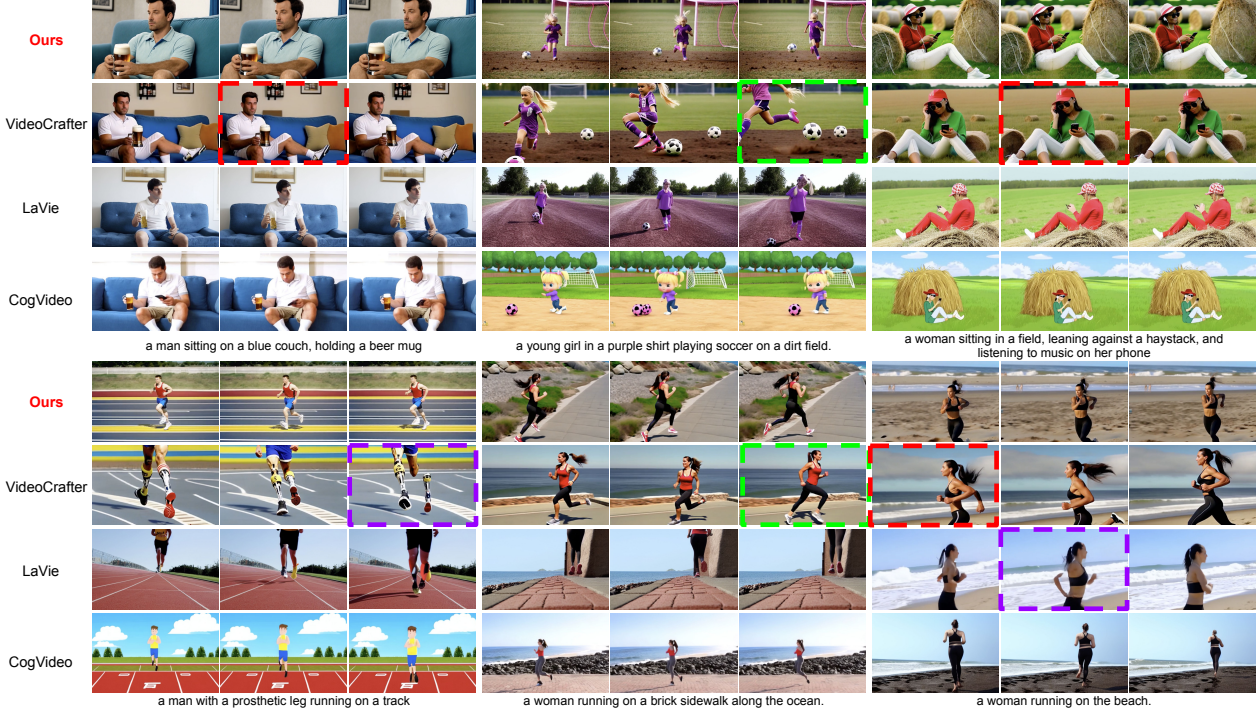 Ours
VideoCrafter
LaVie
CogVideo
a man sitting on a blue couch, holding a beer mug
a young girl in a purple shirt playing soccer on a dirt field.
a woman sitting in a field, leaning against a haystack, and
listening to music on her phone
Ours
VideoCrafter
LaVie
CogVideo
a man with a prosthetic leg running on a track
a woman running on a brick sidewalk along the ocean.
a woman running on the beach.